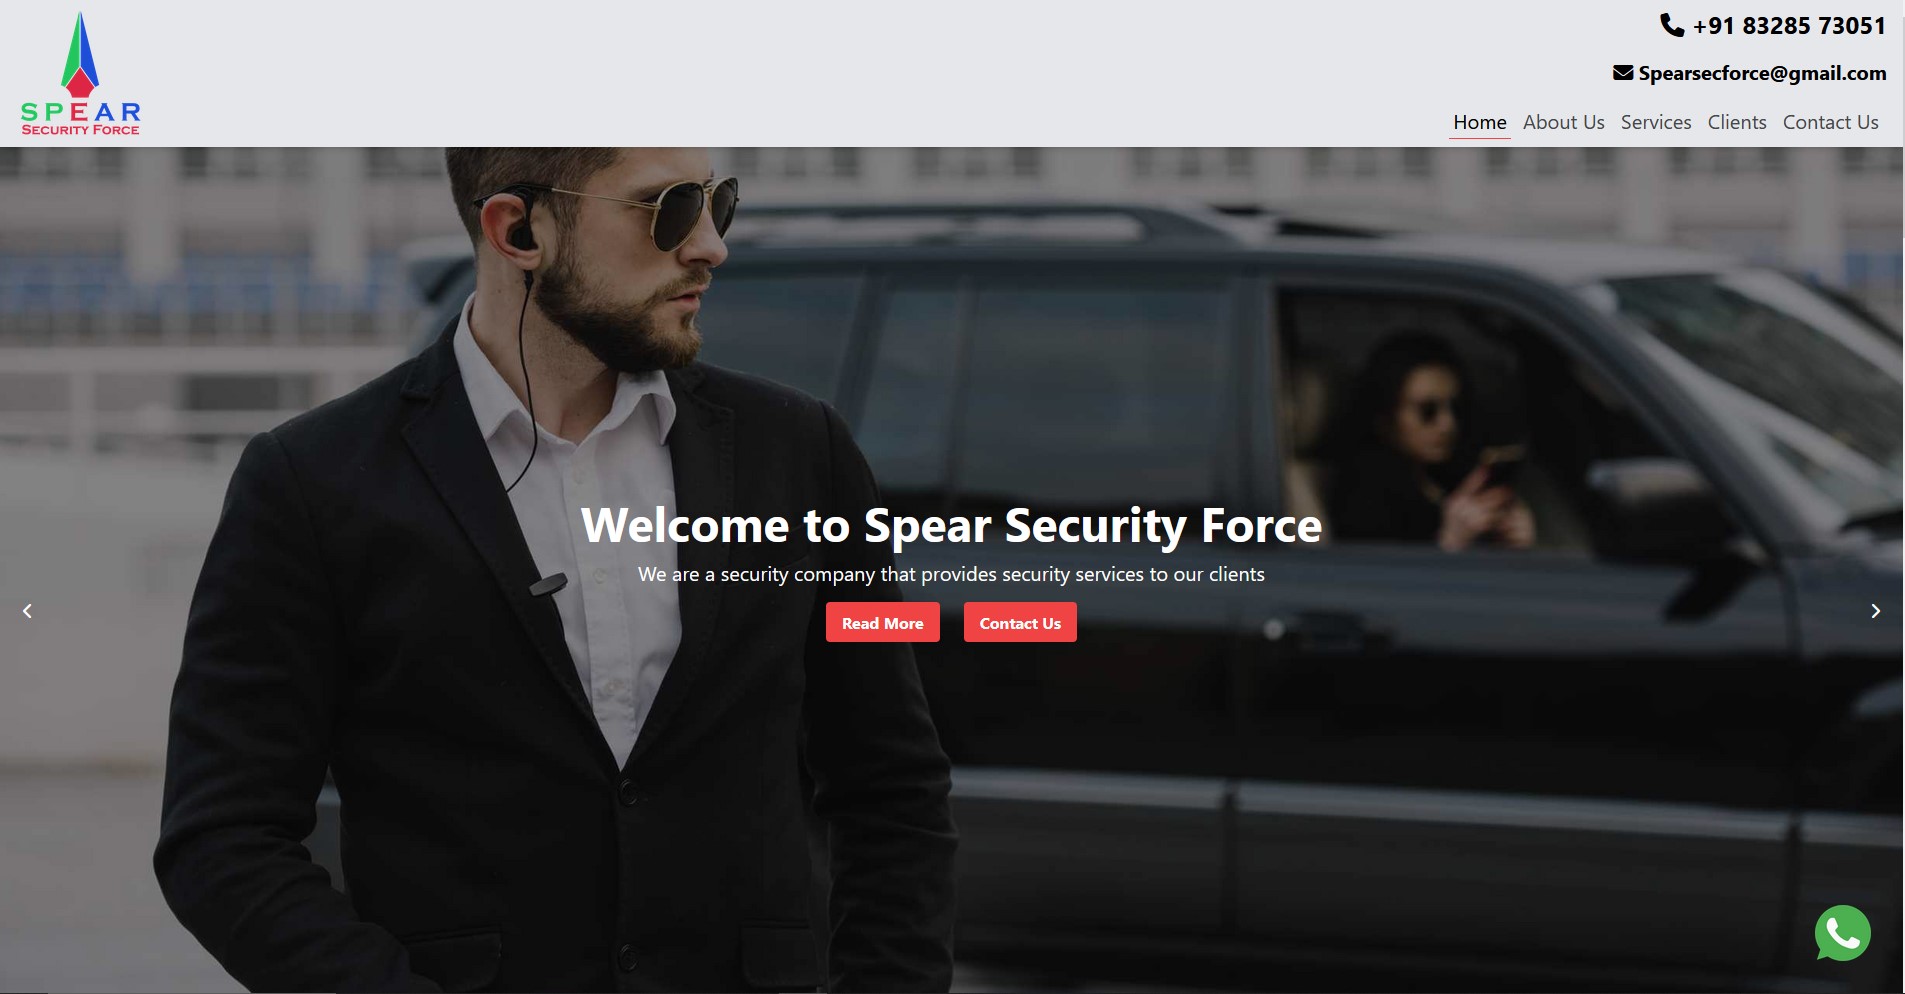 SPEAR
SECURITY FORCE
+91 83285 73051
Spearsecforce@gmail.com
Home About Us Services Clients Contact Us
Welcome to Spear Security Force
We are a security company that provides security services to our clients
Read More Contact Us